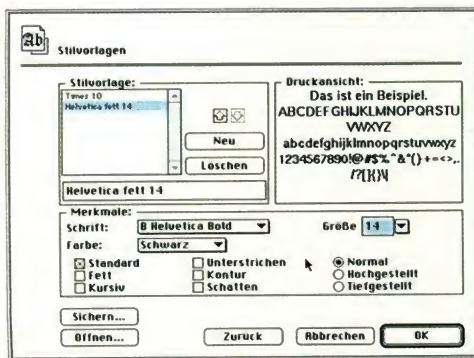 Ab
Stilvorlagen
Stilvorlage:
Times 10
Helvetica fett 14
Neu
Löschen
Helvetica fett 14
Druckansicht:
Das ist ein Beispiel.
ABCDEFGHIJKLMNOPQRSTU
VWXYZ
abcdefghijklmnopqrstuvwxyz
1234567890!@#$%^&*()+=<>,.
/?[]{}\|
Merkmale:
Schrift: B Helvetica Bold Größe 14
Farbe: Schwarz
Standard Unterstrichen Normal
Fett Kontur Hochgestellt
Kursiv Schatten Tiefgestellt
Sichern...
Öffnen... Zurück Abbrechen OK